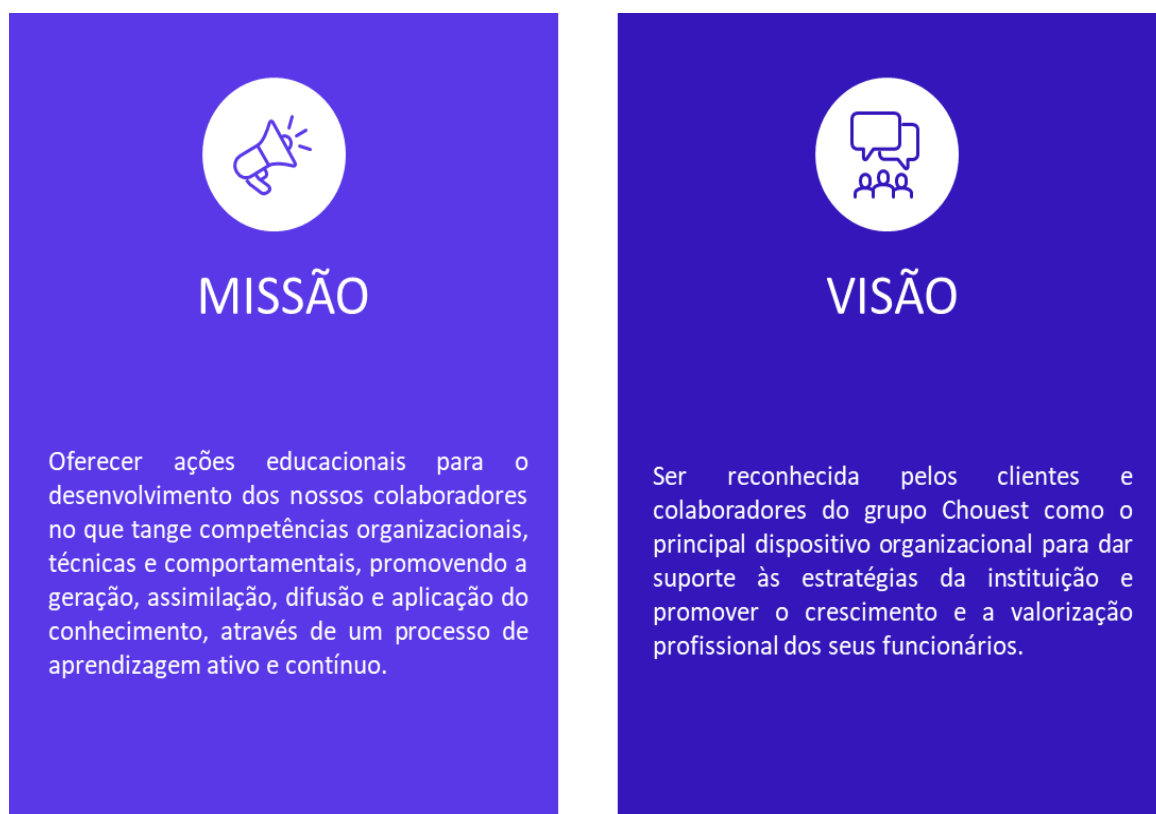 MISSÃO
Oferecer ações educacionais para o
desenvolvimento dos nossos colaboradores
no que tange competências organizacionais,
técnicas e comportamentais, promovendo a
geração, assimilação, difusão e aplicação do
conhecimento, através de um processo de
aprendizagem ativo e contínuo.
VISÃO
Ser reconhecida pelos clientes e
colaboradores do grupo Chouest como o
principal dispositivo organizacional para dar
suporte às estratégias da instituição e
promover o crescimento e a valorização
profissional dos seus funcionários.